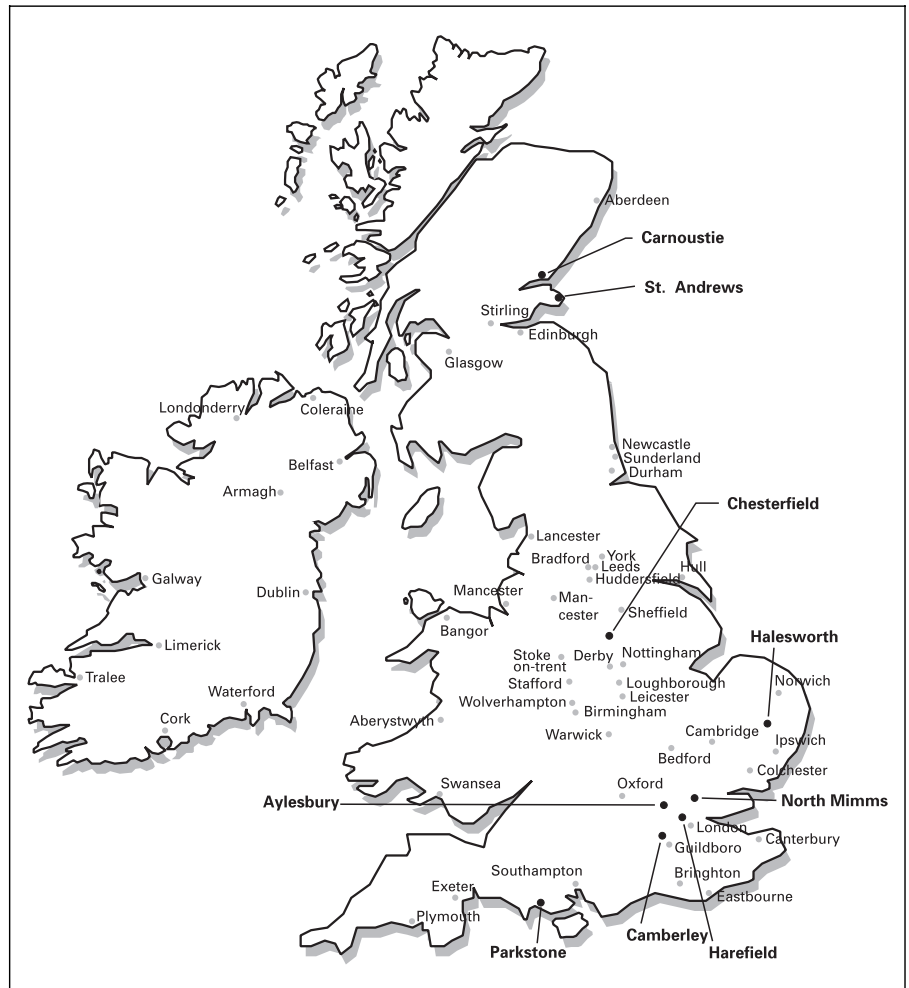 Aberdeen
Carnoustie
St. Andrews
Stirling
Edinburgh
Glasgow
Londonderry
Coleraine
Belfast
Armagh
Newcastle
Sunderland
Durham
Chesterfield
Lancaster
Bradford
York
Leeds
Hull
Huddersfield
Galway
Dublin
Mancester
Man-
cester
Sheffield
Bangor
Halesworth
Limerick
Stoke
on-trent
Derby
Nottingham
Tralee
Stafford
Loughborough
Norwich
Leicester
Waterford
Wolverhampton
Birmingham
Cork
Aberystwyth
Warwick
Cambridge
Ipswich
Bedford
Colchester
Swansea
Oxford
Aylesbury
North Mimms
London
Canterbury
Guildboro
Southampton
Bringhton
Exeter
Eastbourne
Plymouth
Camberley
Parkstone
Harefield